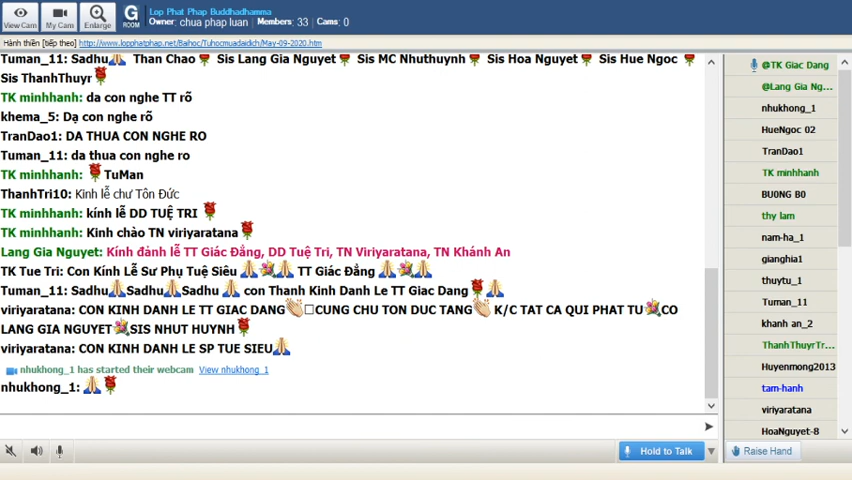 View Cam
My Cam
Enlarge
G
ROOM
Lop Phat Phap Buddhadhamma
Owner: chua phap luan Members: 33 Cams: 0
Hành thiền [tiếp theo] http://www.lopphatphap.net/Baihoc/Tuhocmuadaidich/May-09-2020.htm
Tuman_11: Sadhu🙏 Than Chao🌹 Sis Lang Gia Nguyet🌹 Sis MC Nhuthuynh🌹 Sis Hoa Nguyet🌹 Sis Hue Ngoc 🌹
Sis ThanhThuyr🌹
TK minhhanh: da con nghe TT rõ
khema_5: Dạ con nghe rõ
TranDao1: DA THUA CON NGHE RO
Tuman_11: da thua con nghe ro
TK minhhanh: 🌹TuMan
ThanhTri10: Kinh lễ chư Tôn Đức
TK minhhanh: kính lễ DD TUỆ TRI 🌹
TK minhhanh: Kinh chào TN viriyaratana🌹
Lang Gia Nguyet: Kính đảnh lễ TT Giác Đẳng, DD Tuệ Tri, TN Viriyaratana, TN Khánh An
TK Tue Tri: Con Kính Lễ Sư Phụ Tuệ Siêu 🙏💐🙏 TT Giác Đẳng 🙏💐🙏
Tuman_11: Sadhu🙏Sadhu🙏Sadhu🙏 con Thanh Kinh Danh Le TT Giac Dang🌹🙏
viriyaratana: CON KINH DANH LE TT GIAC DANG👏CUNG CHU TON DUC TANG👏 K/C TAT CA QUI PHAT TU💐CO
LANG GIA NGUYET💐SIS NHUT HUYNH🌹
viriyaratana: CON KINH DANH LE SP TUE SIEU🙏
nhukhong_1 has started their webcam View nhukhong_1
nhukhong_1: 🙏🌹
Hold to Talk
@TK Giac Dang
@Lang Gia Ng...
nhukhong_1
HueNgoc 02
TranDao1
TK minhhanh
BU0NG B0
thy lam
nam-ha_1
gianghia1
thuytu_1
Tuman_11
khanh an_2
ThanhThuyrTr...
Huyenmong2013
tam-hanh
viriyaratana
HoaNguyet-8
Raise Hand